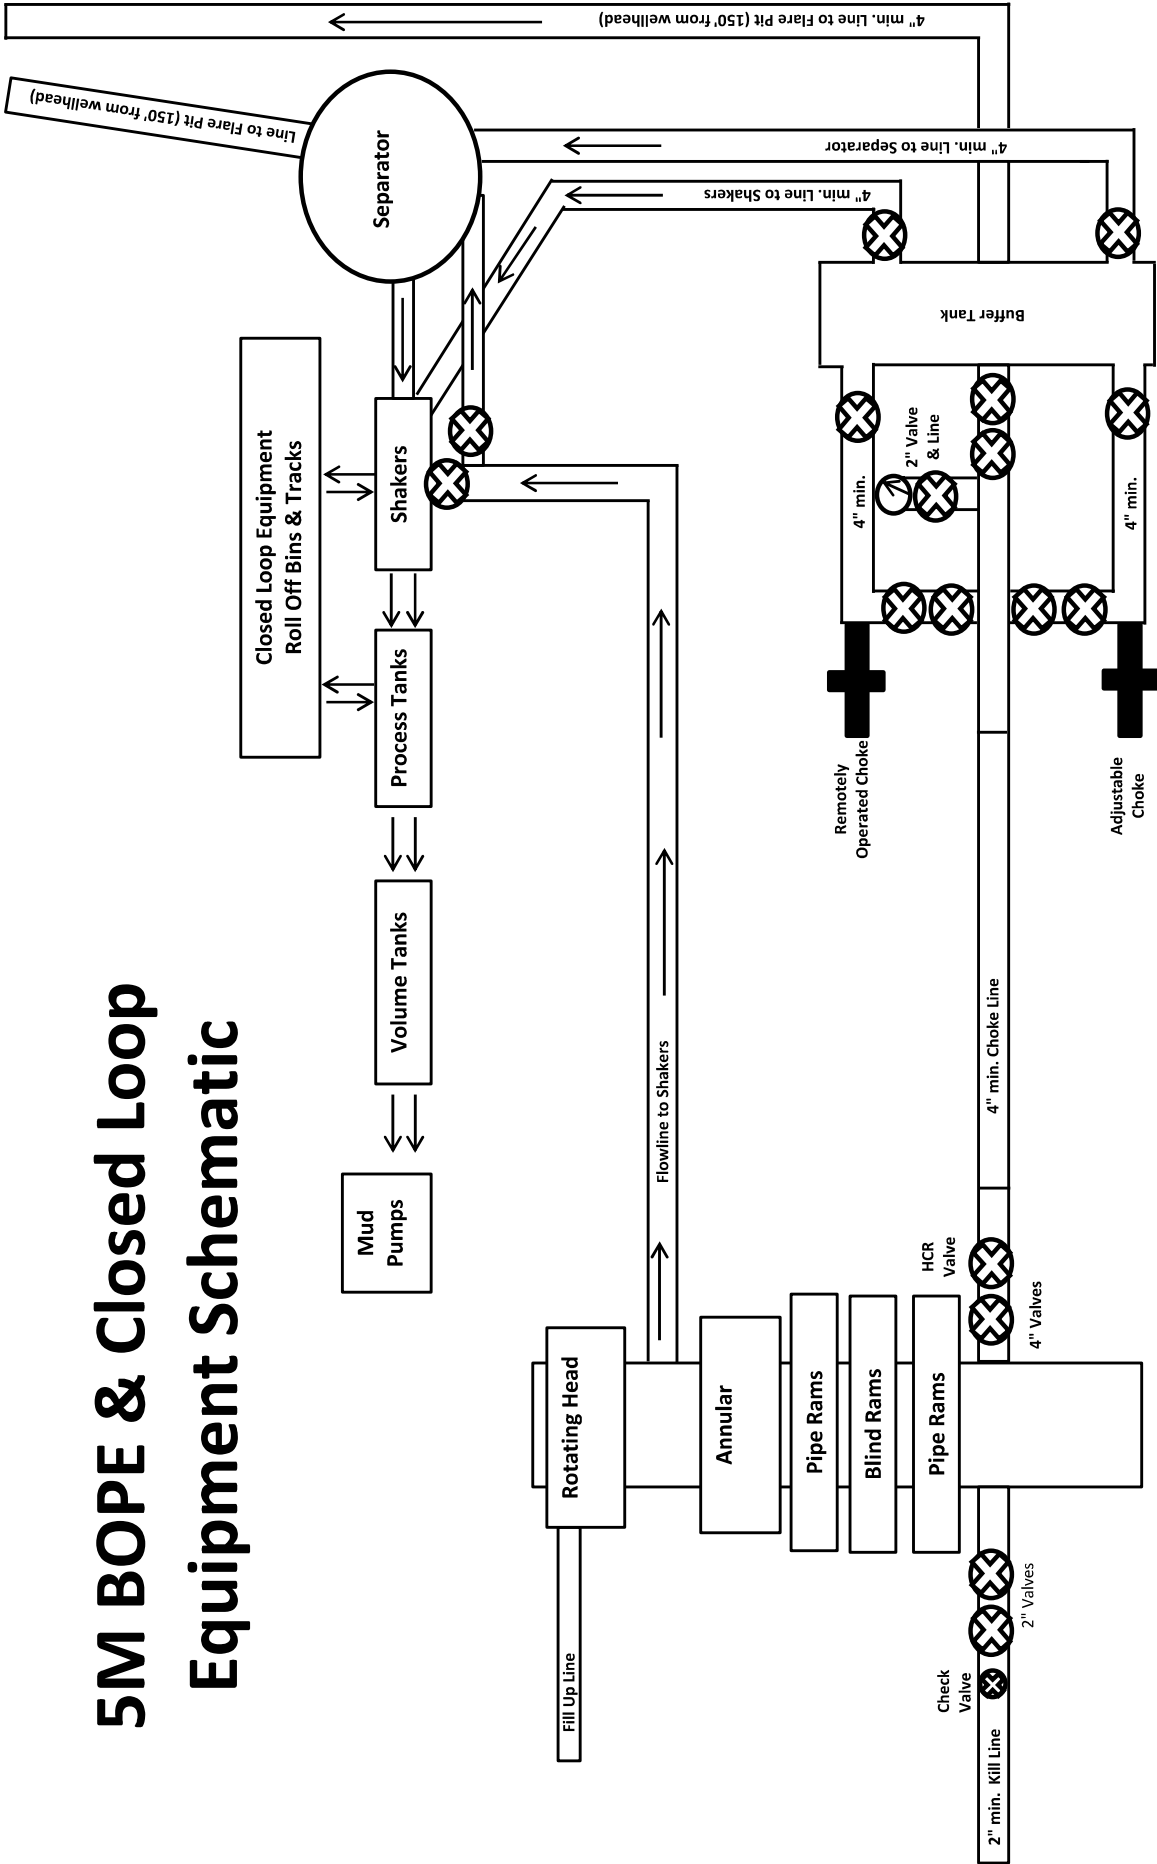 5M BOPE & Closed Loop
Equipment Schematic
Closed Loop Equipment
Roll Off Bins & Tracks
Mud
Pumps
Volume Tanks
Process Tanks
Shakers
Separator
Line to Flare Pit (150' from wellhead)
4" min. Line to Flare Pit (150' from wellhead)
Fill Up Line
Rotating Head
Flowline to Shakers
Annular
Pipe Rams
Blind Rams
Pipe Rams
4" min. Line to Shakers
4" min. Line to Separator
Remotely
Operated Choke
4" min.
2" Valve
& Line
Buffer Tank
Check
Valve
HCR
Valve
2" min. Kill Line
4" min. Choke Line
2" Valves
4" Valves
Adjustable
Choke
4" min.